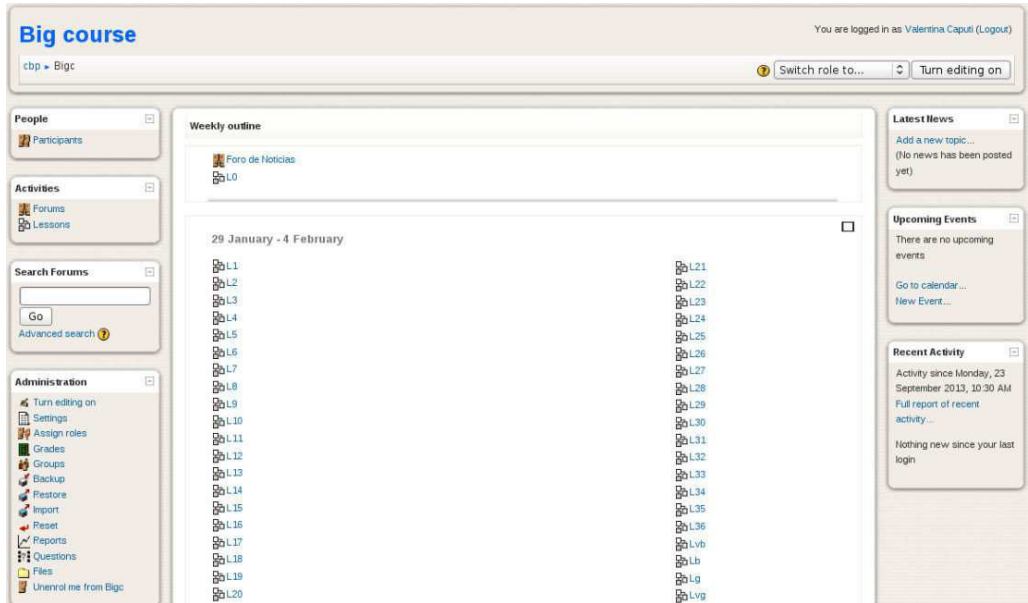 Big course
You are logged in as Valentina Caputi (Logout)
cbp ► Bigc
Switch role to...
Turn editing on
People
Participants
Activities
Forums
Lessons
Search Forums
Go
Advanced search
Administration
Turn editing on
Settings
Assign roles
Grades
Groups
Backup
Restore
Import
Reset
Reports
Questions
Files
Unenrol me from Bigc
Weekly outline
Foro de Noticias
L0
29 January - 4 February
L1
L2
L3
L4
L5
L6
L7
L8
L9
L10
L11
L12
L13
L14
L15
L16
L17
L18
L19
L20
L21
L22
L23
L24
L25
L26
L27
L28
L29
L30
L31
L32
L33
L34
L35
L36
Lvb
Lb
Lg
Lvg
Latest News
Add a new topic...
(No news has been posted
yet)
Upcoming Events
There are no upcoming
events
Go to calendar...
New Event...
Recent Activity
Activity since Monday, 23
September 2013, 10:30 AM
Full report of recent
activity...
Nothing new since your last
login